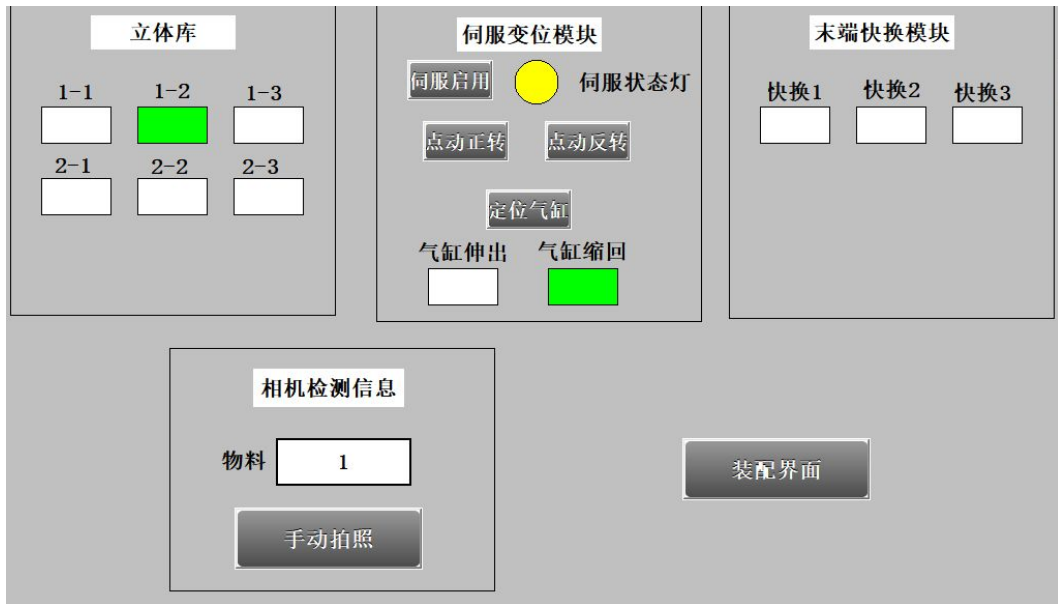 立体库
1-1 1-2 1-3
2-1 2-2 2-3
伺服变位模块
伺服启用 伺服状态灯
点动正转 点动反转
定位气缸
气缸伸出 气缸缩回
末端快换模块
快换1 快换2 快换3
相机检测信息
物料 1
手动拍照
装配界面